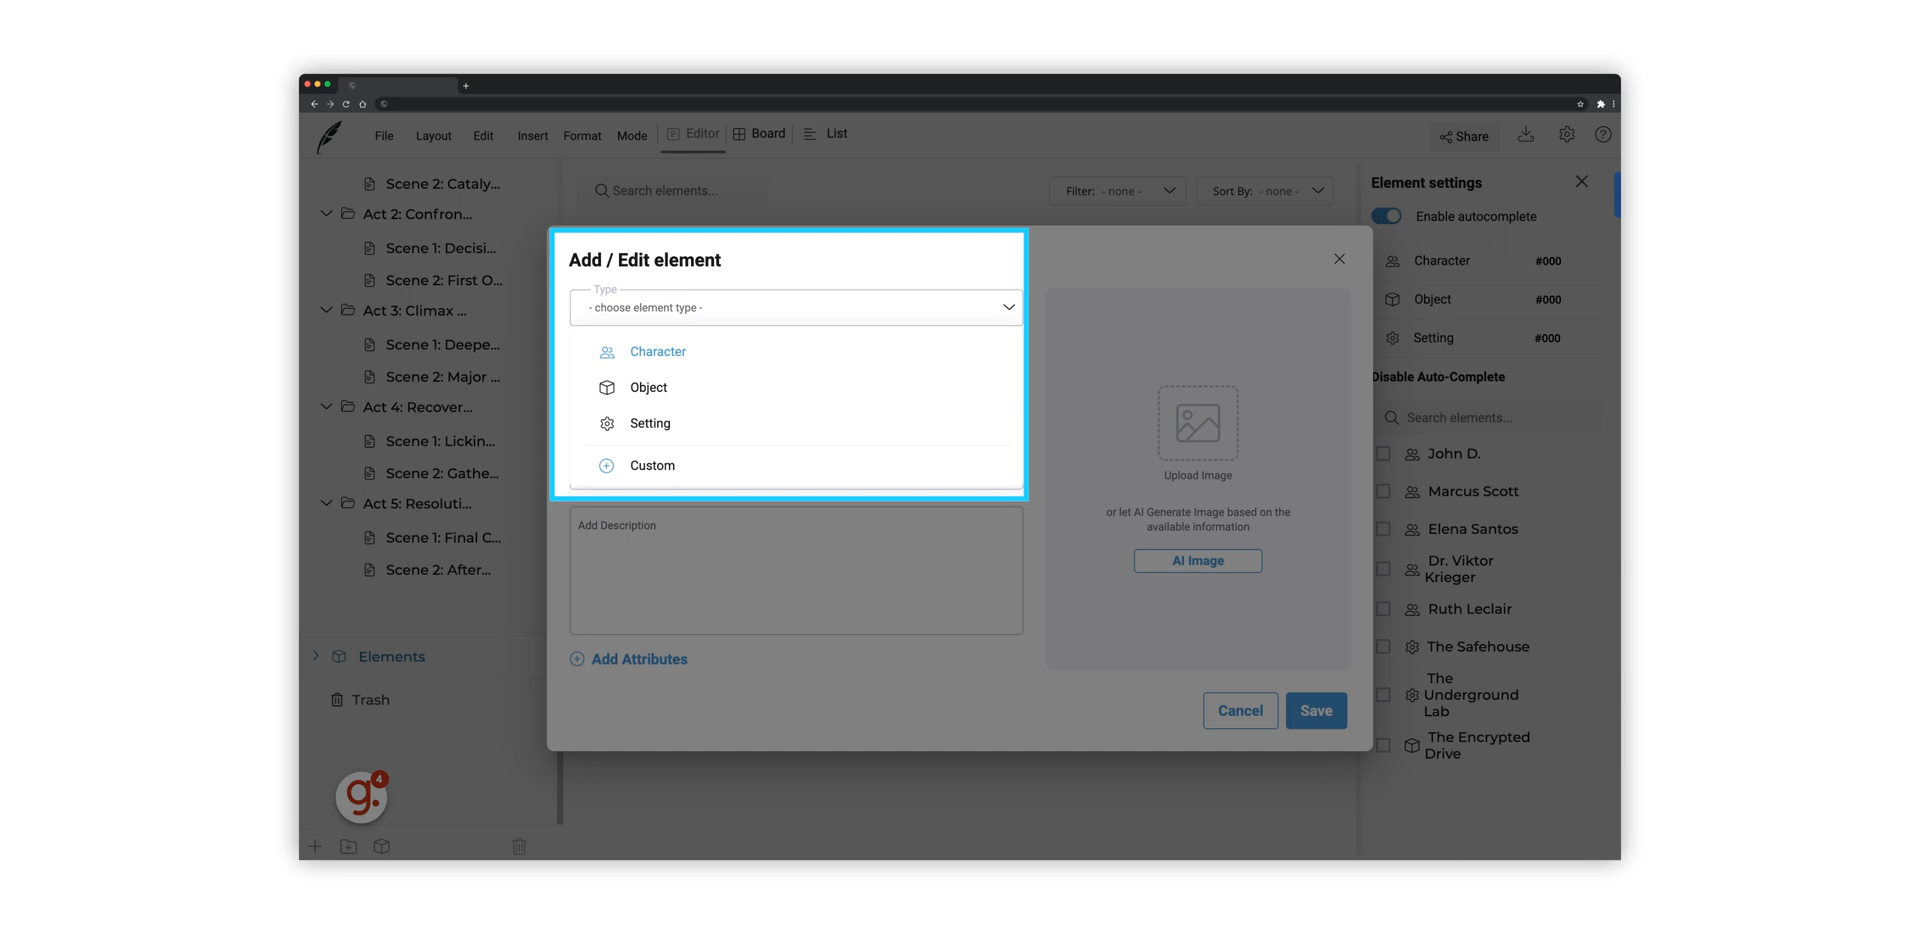 File Layout Edit Insert Format Mode Editor Board List Share
Scene 2: Cataly...
Act 2: Confron...
Scene 1: Decisi...
Scene 2: First O...
Act 3: Climax ...
Scene 1: Deepe...
Scene 2: Major ...
Act 4: Recover...
Scene 1: Lickin...
Scene 2: Gathe...
Act 5: Resoluti...
Scene 1: Final C...
Scene 2: After...
Elements
Trash
g.
4
Search elements...
Filter: - none -
Sort By: - none -
Add / Edit element
Type
- choose element type -
Character
Object
Setting
Custom
Add Description
Add Attributes
Upload Image
or let AI Generate Image based on the
available information
AI Image
Cancel
Save
Element settings
Enable autocomplete
Character #000
Object #000
Setting #000
Disable Auto-Complete
Search elements...
John D.
Marcus Scott
Elena Santos
Dr. Viktor
Krieger
Ruth Leclair
The Safehouse
The
Underground
Lab
The Encrypted
Drive